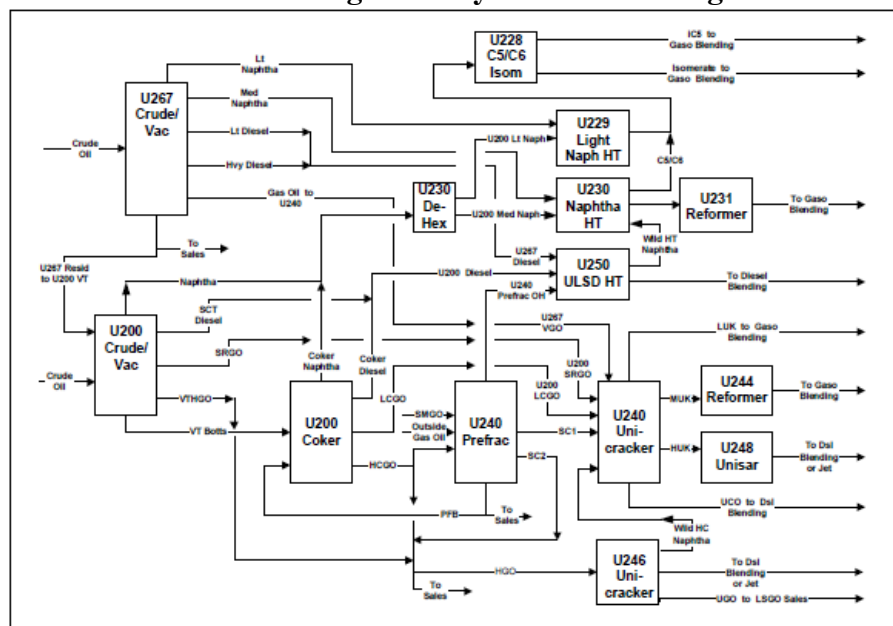 U228
C5/C6
Isom
IC5 to
Gaso Blending
Isomerate to
Gaso Blending
Lt
Naphtha
U267
Crude/
Vac
Med
Naphtha
Lt Diesel
Hvy Diesel
Crude
Oil
Gas Oil to
U240
U200 Lt Naph
U229
Light
Naph HT
C5/C6
U230
De-
Hex
U200 Med Naph
U230
Naphtha
HT
U231
Reformer
To Gaso
Blending
To
Sales
U267 Resid
to U200 VT
Naphtha
U267
Diesel
Wild HT
Naphtha
U200 Diesel
U250
ULSD HT
To Diesel
Blending
U240
Prefrac OH
SCT
Diesel
U200
Crude/
Vac
SRGO
Crude
Oil
VTHGO
VT Botts
Coker
Naphtha
Coker
Diesel
LCGO
U267
VGO
U200
SRGO
U200
LCGO
LUK to Gaso
Blending
U200
Coker
HCGO
SMGO
Outside
Gas Oil
U240
Prefrac
SC1
SC2
U240
Uni-
cracker
MUK
U244
Reformer
To Gaso
Blending
HUK
U248
Unisar
To Dsl
Blending
or Jet
PFB
To
Sales
UCO to Dsl
Blending
Wild HC
Naphtha
HGO
To
Sales
U246
Uni-
cracker
To Dsl
Blending
or Jet
UGO to LSGO Sales